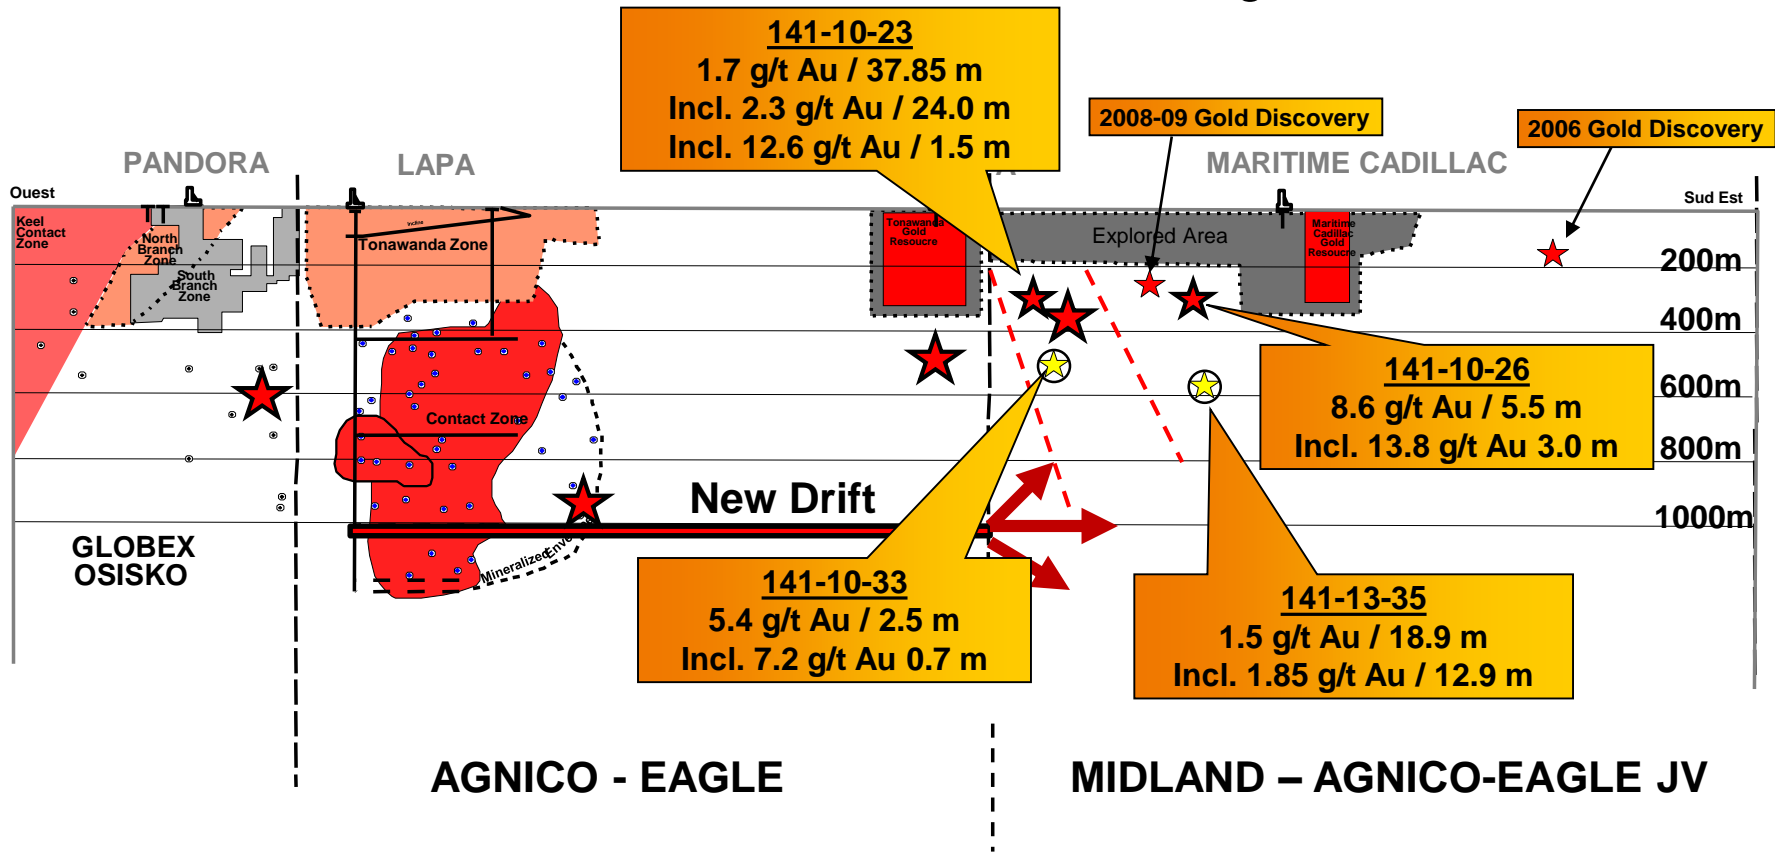 141-10-23
1.7 g/t Au / 37.85 m
Incl. 2.3 g/t Au / 24.0 m
Incl. 12.6 g/t Au / 1.5 m
2008-09 Gold Discovery
2006 Gold Discovery
PANDORA
LAPA
MARITIME CADILLAC
Ouest
Sud Est
Keel
Contact
Zone
North
Branch
Zone
South
Branch
Zone
Incline
Tonawanda Zone
Tonawanda
Gold
Resoucre
Explored Area
Maritime
Cadillac
Gold
Resoucre
200m
400m
600m
800m
1000m
Contact Zone
New Drift
Mineralized
141-10-26
8.6 g/t Au / 5.5 m
Incl. 13.8 g/t Au 3.0 m
GLOBEX
OSISKO
141-10-33
5.4 g/t Au / 2.5 m
Incl. 7.2 g/t Au 0.7 m
141-13-35
1.5 g/t Au / 18.9 m
Incl. 1.85 g/t Au / 12.9 m
AGNICO - EAGLE
MIDLAND – AGNICO-EAGLE JV